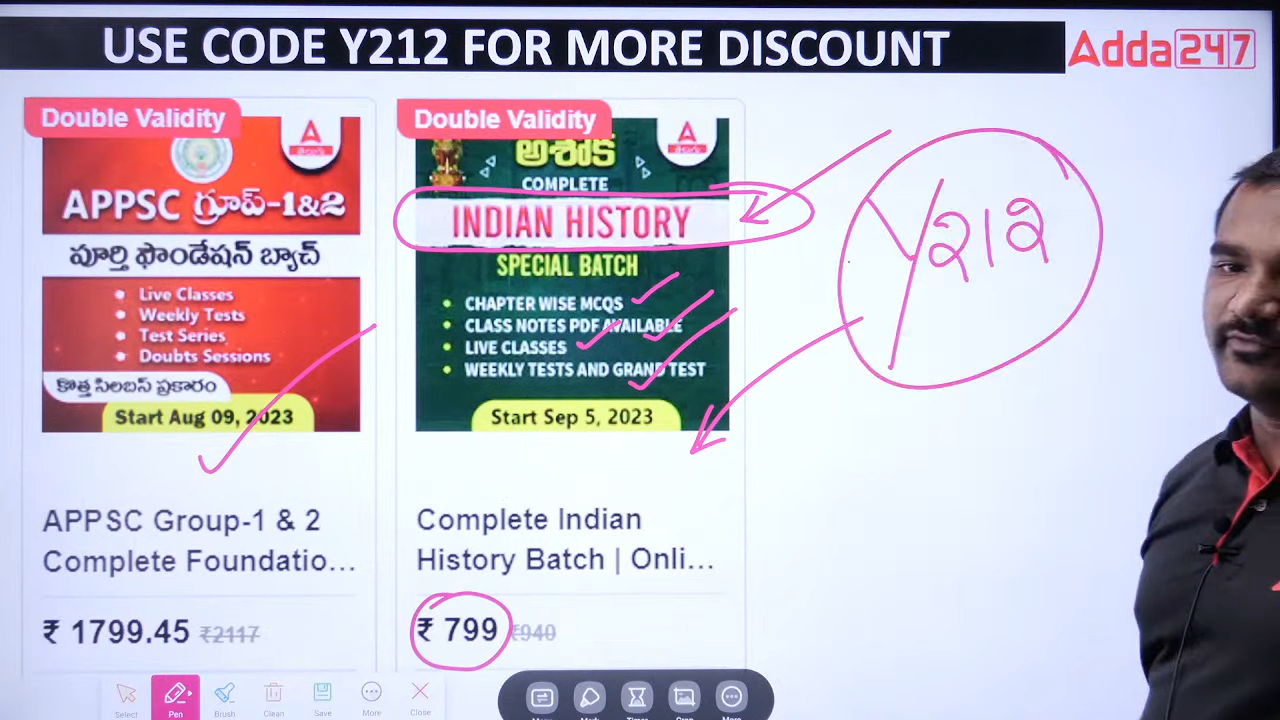 USE CODE Y212 FOR MORE DISCOUNT
Adda247
Double Validity
A
తెలుగు
APPSC గ్రూప్-1&2
పూర్తి ఫౌండేషన్ బ్యాచ్
Live Classes
Weekly Tests
Test Series
Doubts Sessions
కొత్త సిలబస్ ప్రకారం
Start Aug 09, 2023
APPSC Group-1 & 2
Complete Foundatio...
₹ 1799.45 ₹2117
Double Validity
A
తెలుగు
అశోక
COMPLETE
INDIAN HISTORY
SPECIAL BATCH
CHAPTER WISE MCQS
CLASS NOTES PDF AVAILABLE
LIVE CLASSES
WEEKLY TESTS AND GRAND TEST
Start Sep 5, 2023
Complete Indian
History Batch | Onli...
₹ 799 ₹940
Y212
Select Pen Brush Clean Save More Close
More